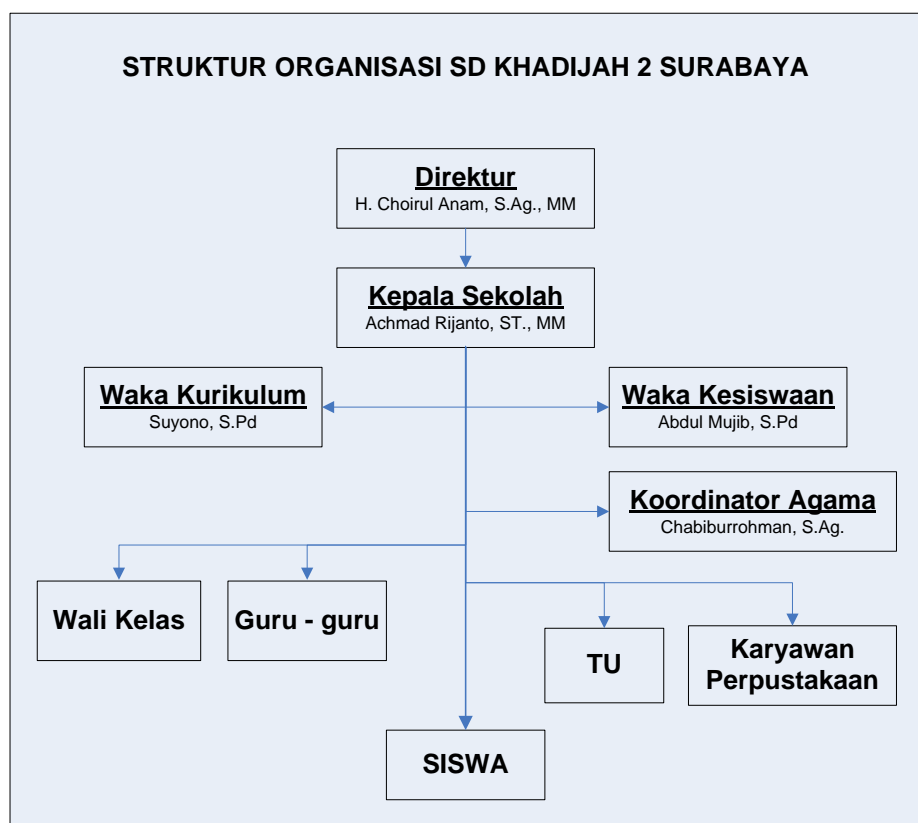 STRUKTUR ORGANISASI SD KHADIJAH 2 SURABAYA
Direktur
H. Choirul Anam, S.Ag., MM
Kepala Sekolah
Achmad Rijanto, ST., MM
Waka Kurikulum
Suyono, S.Pd
Waka Kesiswaan
Abdul Mujib, S.Pd
Koordinator Agama
Chabiburrohman, S.Ag.
Wali Kelas
Guru - guru
TU
Karyawan
Perpustakaan
SISWA